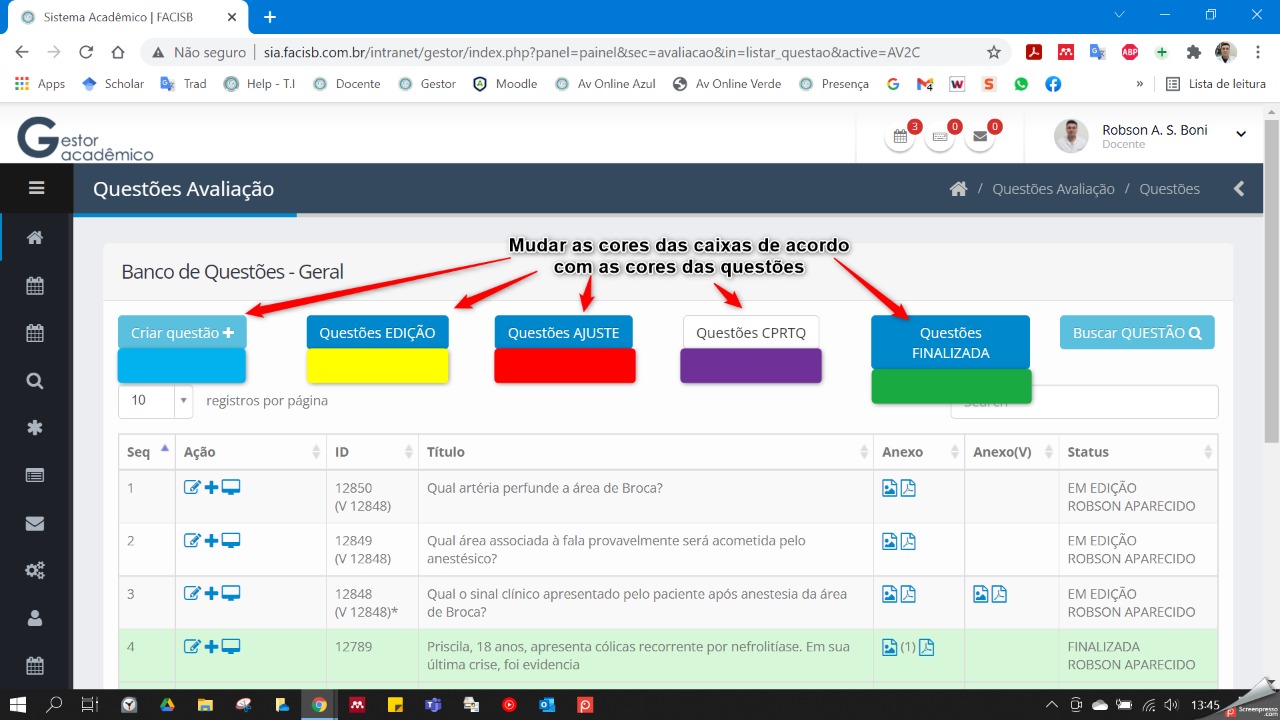 Sistema Acadêmico | FACISB
Não seguro | sia.facisb.com.br/intranet/gestor/index.php?panel=painel&sec=avaliacao&in=listar_questao&active=AV2C
ABP
Apps Scholar Trad Help - T I Docente Gestor Moodle Av Online Azul Av Online Verde Presença G W S » Lista de leitura
Gestor
acadêmico
3 0 0
Robson A. S. Boni
Docente
Questões Avaliação
/ Questões Avaliação / Questões
Mudar as cores das caixas de acordo
com as cores das questões
Banco de Questões - Geral
Criar questão +
Questões EDIÇÃO
Questões AJUSTE
Questões CPRTQ
Questões
FINALIZADA
Buscar QUESTÃO
10 registros por página
Search
Seq Ação ID Título Anexo Anexo(V) Status
1 12850 Qual artéria perfunde a área de Broca? EM EDIÇÃO
(V 12848) ROBSON APARECIDO
2 12849 Qual área associada à fala provavelmente será acometida pelo EM EDIÇÃO
(V 12848) anestésico? ROBSON APARECIDO
3 12848 Qual o sinal clínico apresentado pelo paciente após anestesia da área EM EDIÇÃO
(V 12848)* de Broca? ROBSON APARECIDO
4 12789 Priscila, 18 anos, apresenta cólicas recorrente por nefrolitíase. Em sua (1) FINALIZADA
última crise, foi evidencia ROBSON APARECIDO
13:45
Screenpresso
.com